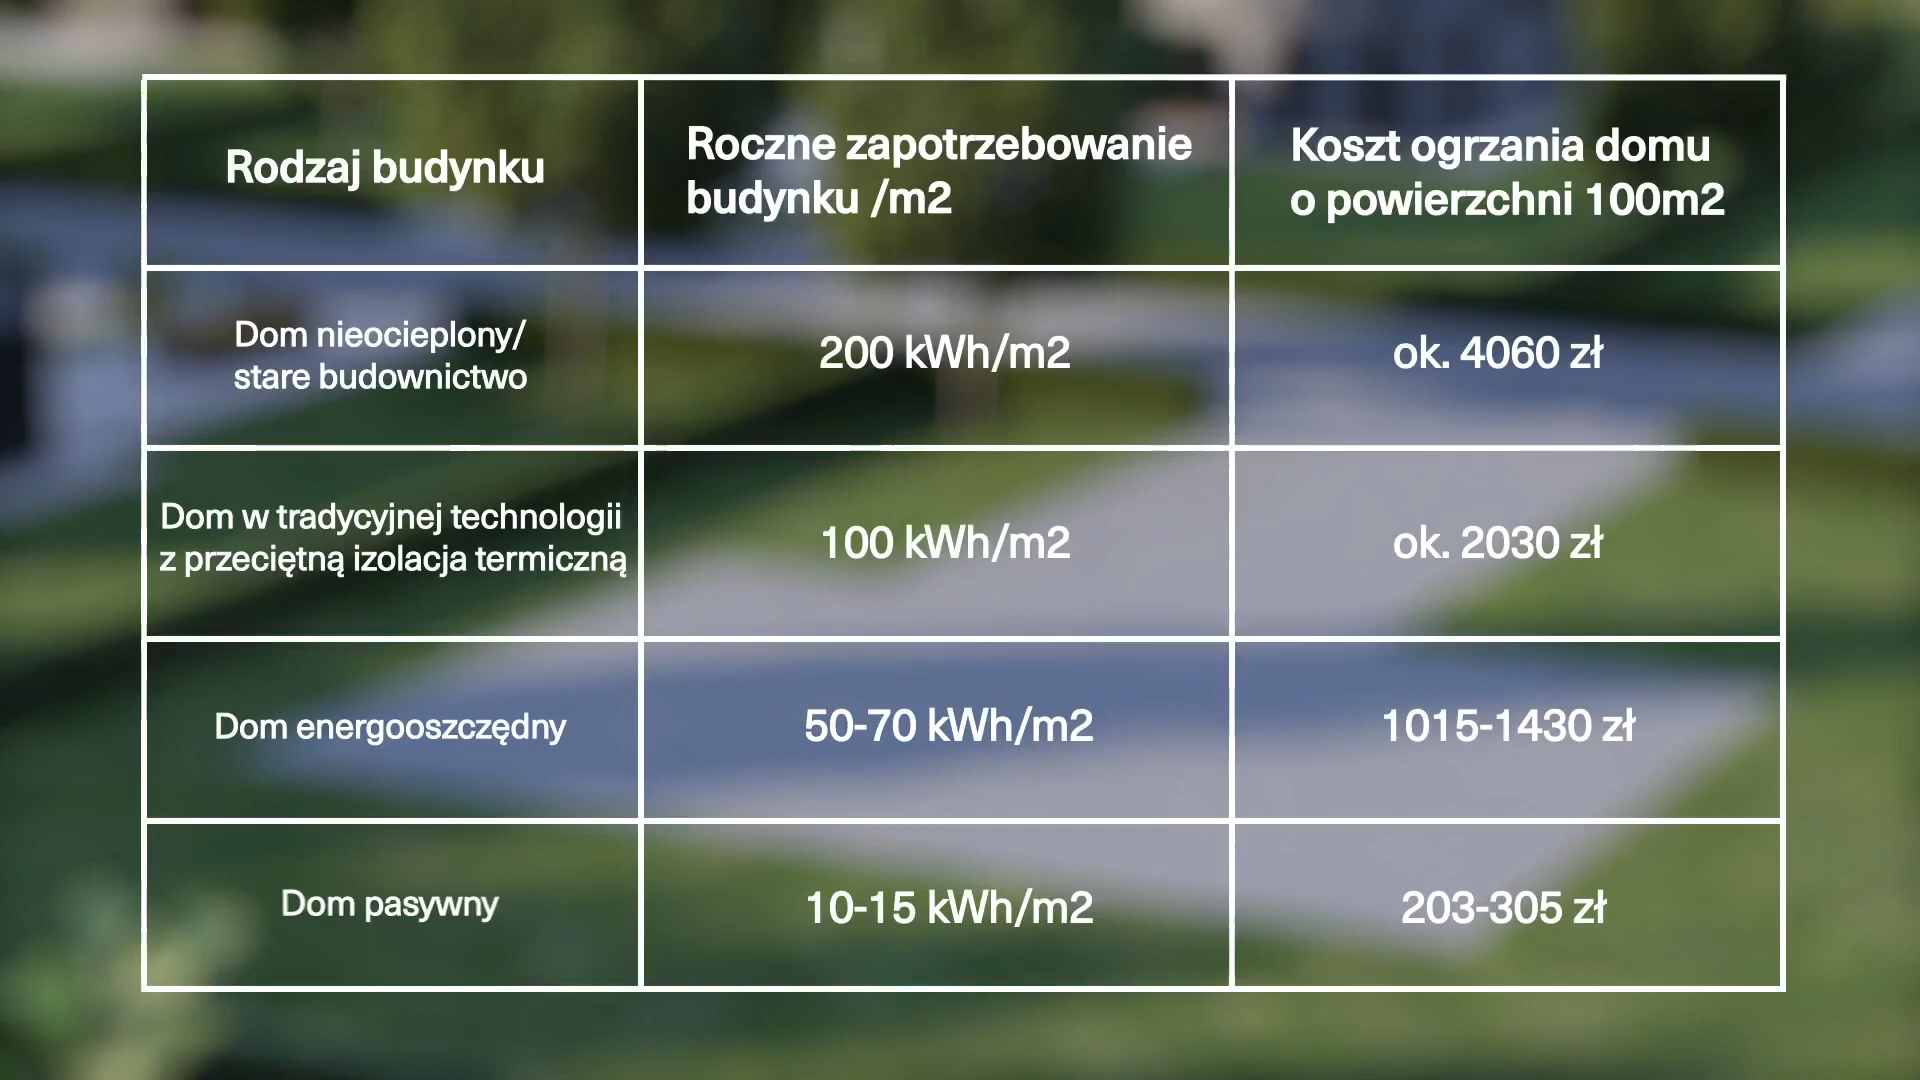 Rodzaj budynku
Roczne zapotrzebowanie
budynku /m2
Koszt ogrzania domu
o powierzchni 100m2
Dom nieocieplony/
stare budownictwo
200 kWh/m2
ok. 4060 zł
Dom w tradycyjnej technologii
z przeciętną izolacja termiczną
100 kWh/m2
ok. 2030 zł
Dom energooszczędny
50-70 kWh/m2
1015-1430 zł
Dom pasywny
10-15 kWh/m2
203-305 zł